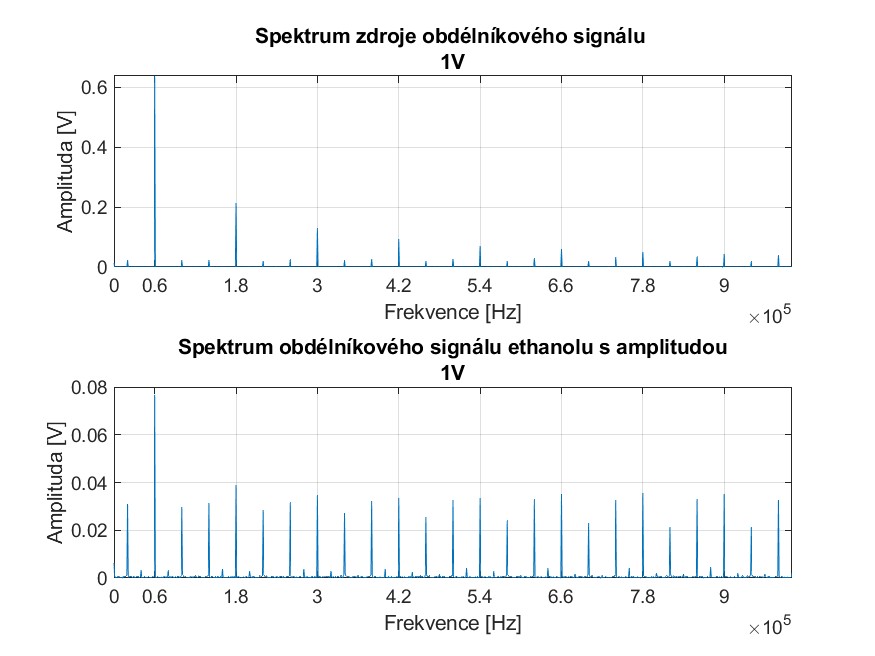 Spektrum zdroje obdélníkového signálu
1V
Amplituda [V]
0.6
0.4
0.2
0
0 0.6 1.8 3 4.2 5.4 6.6 7.8 9
Frekvence [Hz]
×10^5
Spektrum obdélníkového signálu ethanolu s amplitudou
1V
Amplituda [V]
0.08
0.06
0.04
0.02
0
0 0.6 1.8 3 4.2 5.4 6.6 7.8 9
Frekvence [Hz]
×10^5